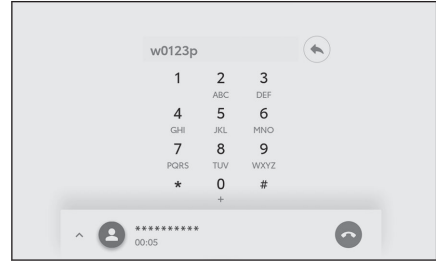 w0123p
1 2 3
ABC DEF
4 5 6
GHI JKL MNO
7 8 9
PQRS TUV WXYZ
* 0 #
+
**********
00:05